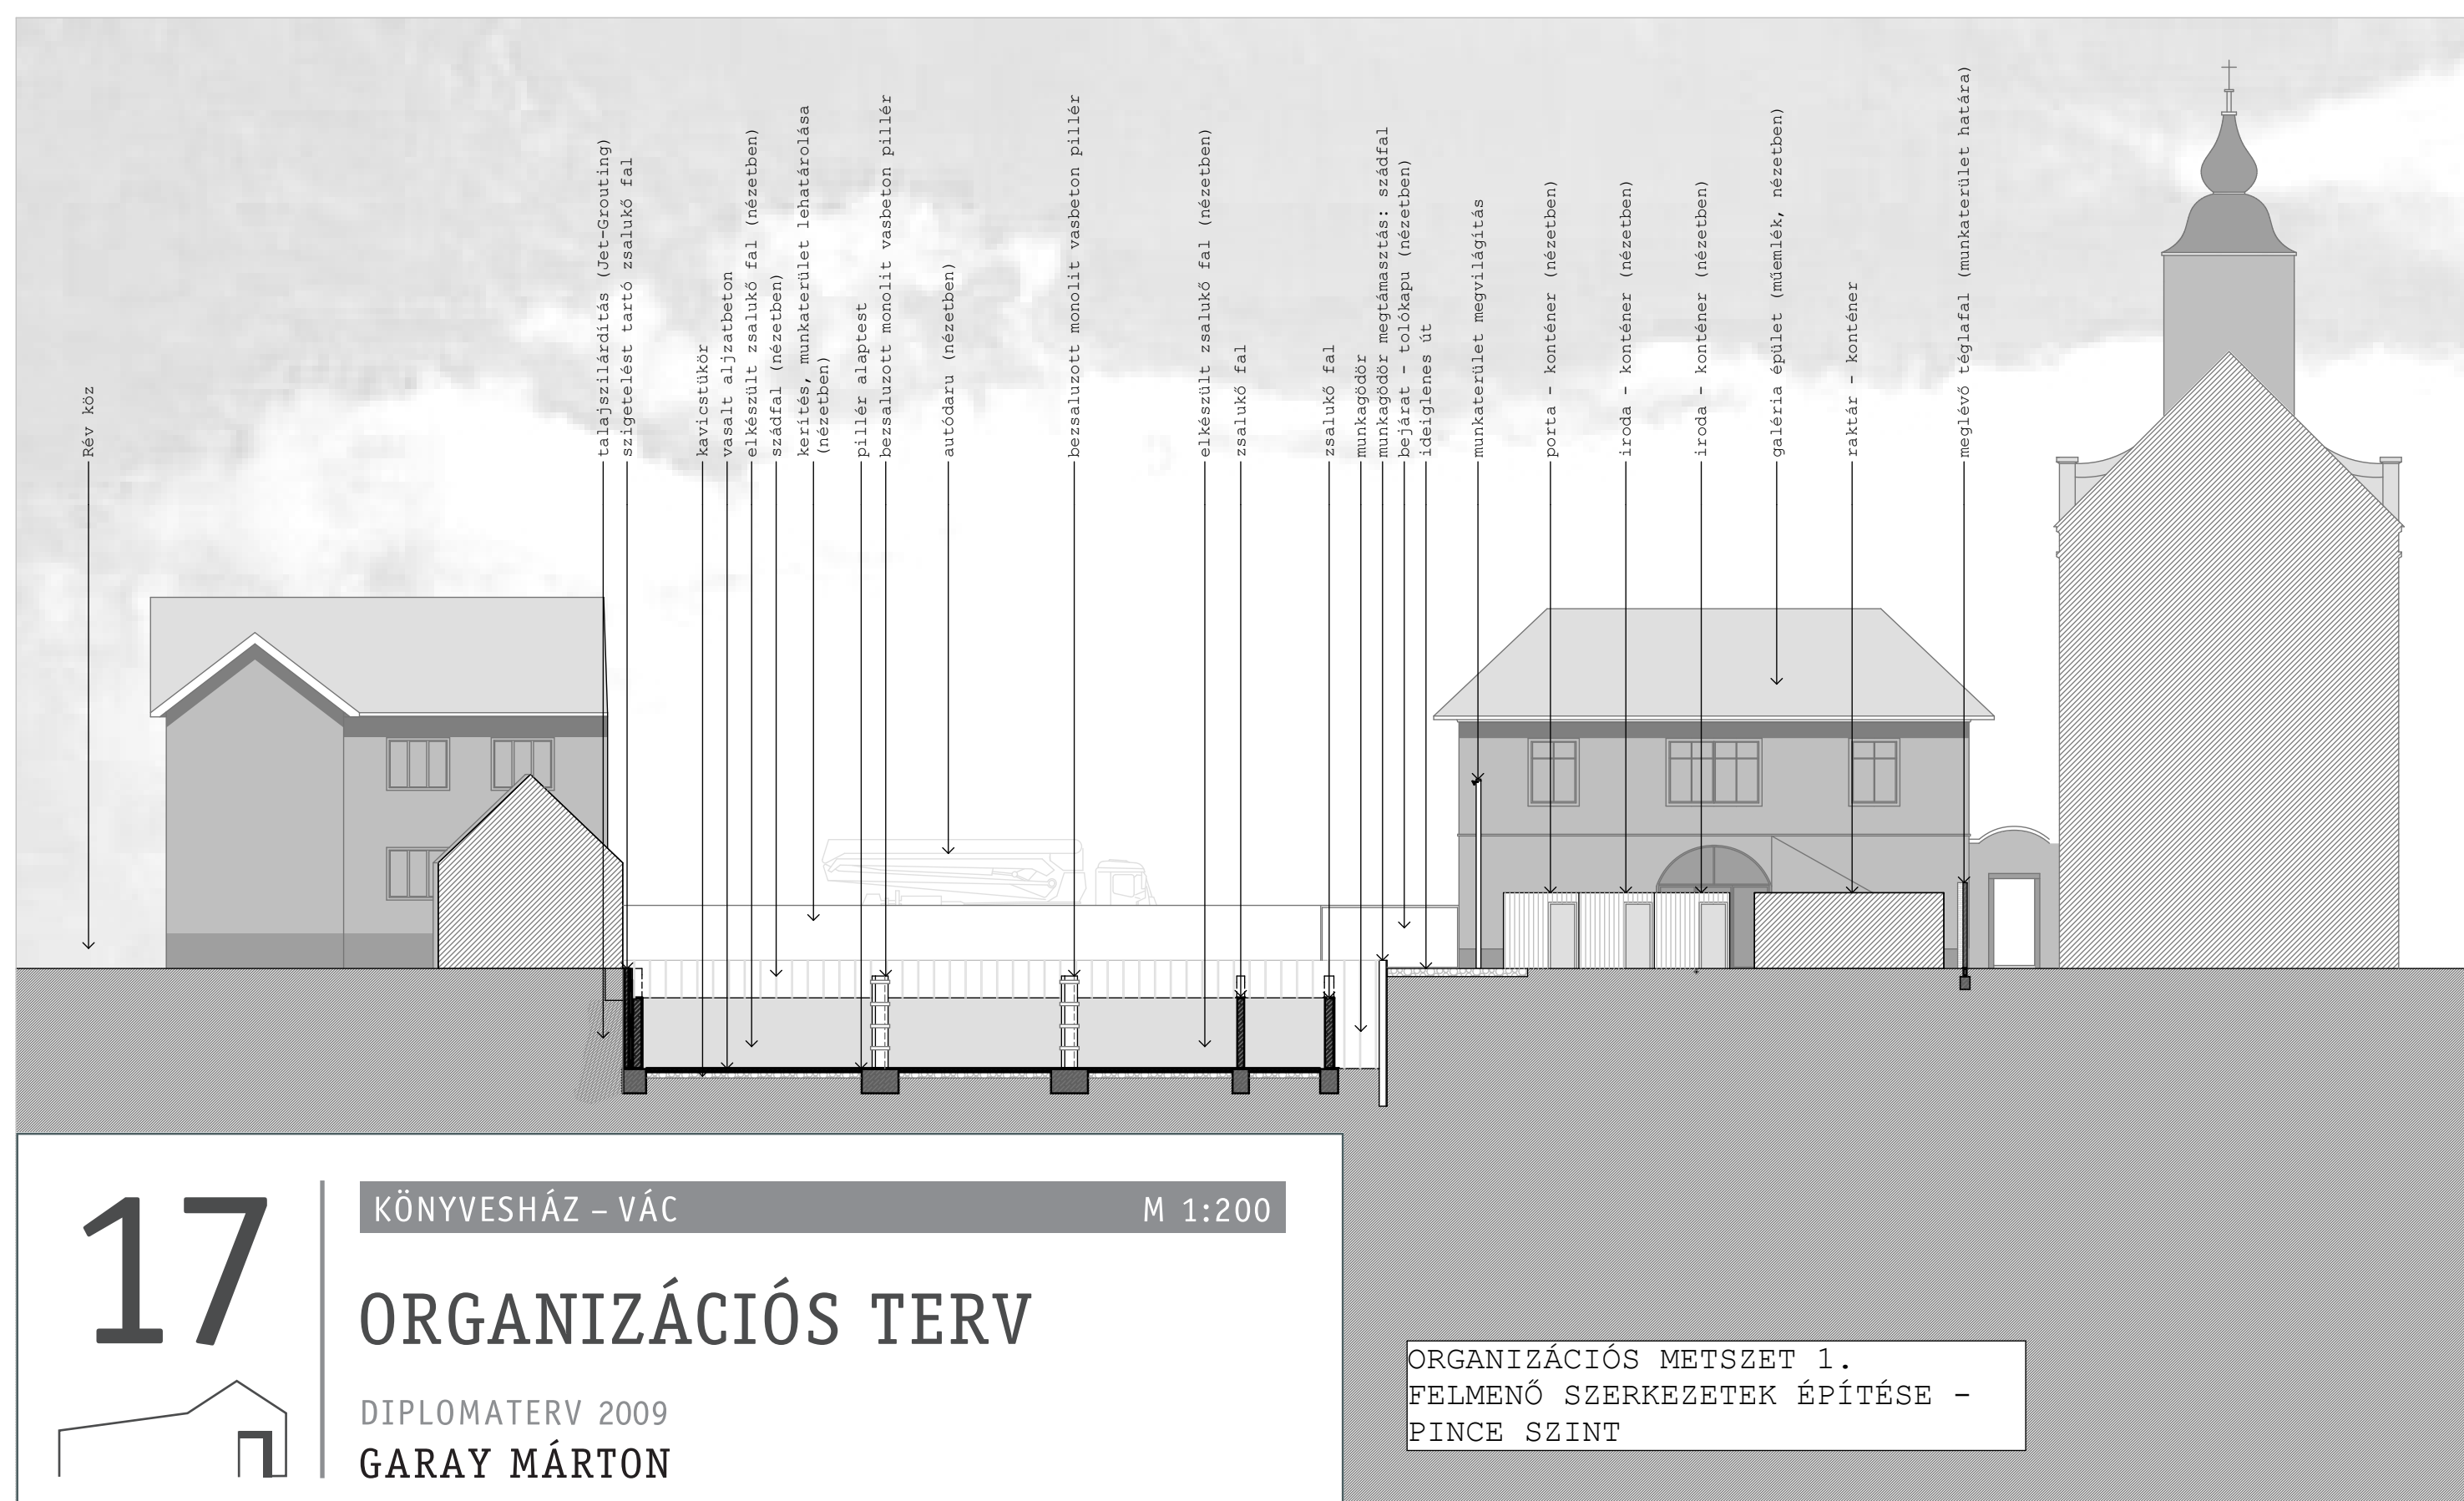 Rév köz
talajszilárdítás (Jet-Grouting)
szigetelést tartó zsalukő fal
kavicstükör
vasalt aljzatbeton
elkészült zsalukő fal (nézetben)
szádfal (nézetben)
kerítés, munkaterület lehatárolása
(nézetben)
pillér alaptest
bezsaluzott monolit vasbeton pillér
autódaru (nézetben)
bezsaluzott monolit vasbeton pillér
elkészült zsalukő fal (nézetben)
zsalukő fal
zsalukő fal
munkagödör
munkagödör megtámasztás: szádfal
bejárat - tolókapu (nézetben)
ideiglenes út
munkaterület megvilágítás
porta - konténer (nézetben)
iroda - konténer (nézetben)
iroda - konténer (nézetben)
galéria épület (műemlék, nézetben)
raktár - konténer
meglévő téglafal (munkaterület határa)
17
KÖNYVESHÁZ – VÁC M 1:200
ORGANIZÁCIÓS TERV
DIPLOMATERV 2009
GARAY MÁRTON
ORGANIZÁCIÓS METSZET 1.
FELMENŐ SZERKEZETEK ÉPÍTÉSE -
PINCE SZINT